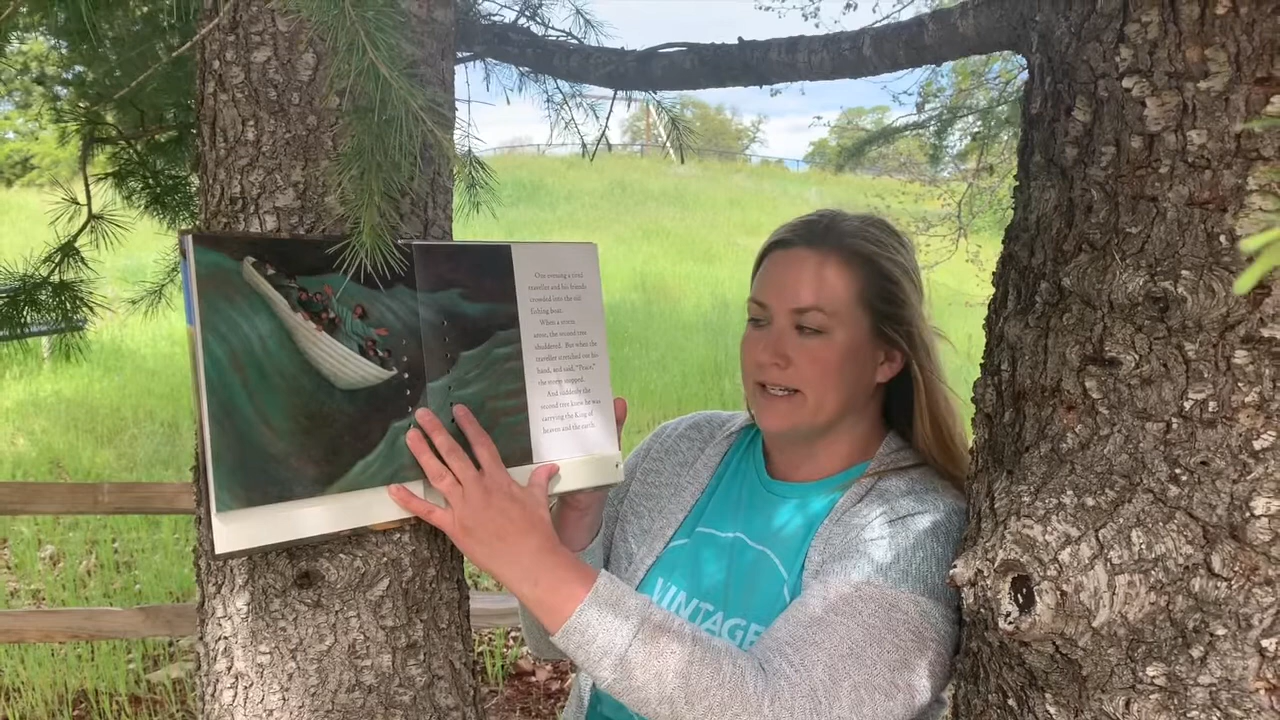 One evening a tired
traveller and his friends
crowded into the old
fishing boat.
When a storm
arose, the second tree
shuddered. But when the
traveller stretched out his
hand, and said, "Peace,"
the storm stopped.
And suddenly the
second tree knew he was
carrying the King of
heaven and the earth.
VINTAGE